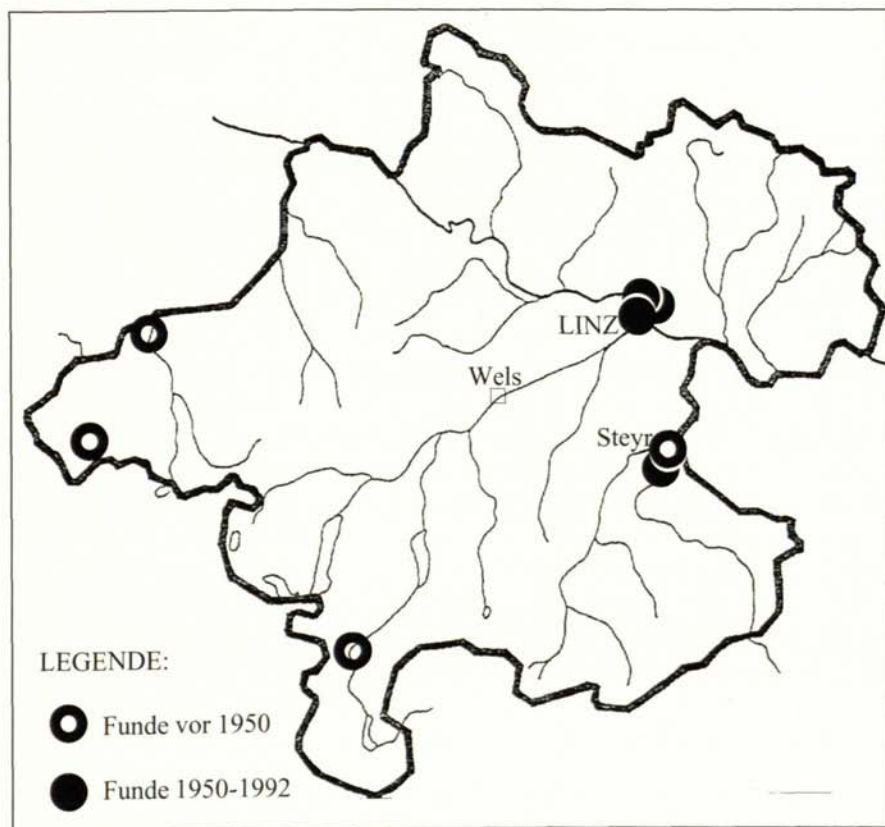 LINZ
Wels
Steyr
LEGENDE:
Funde vor 1950
Funde 1950-1992